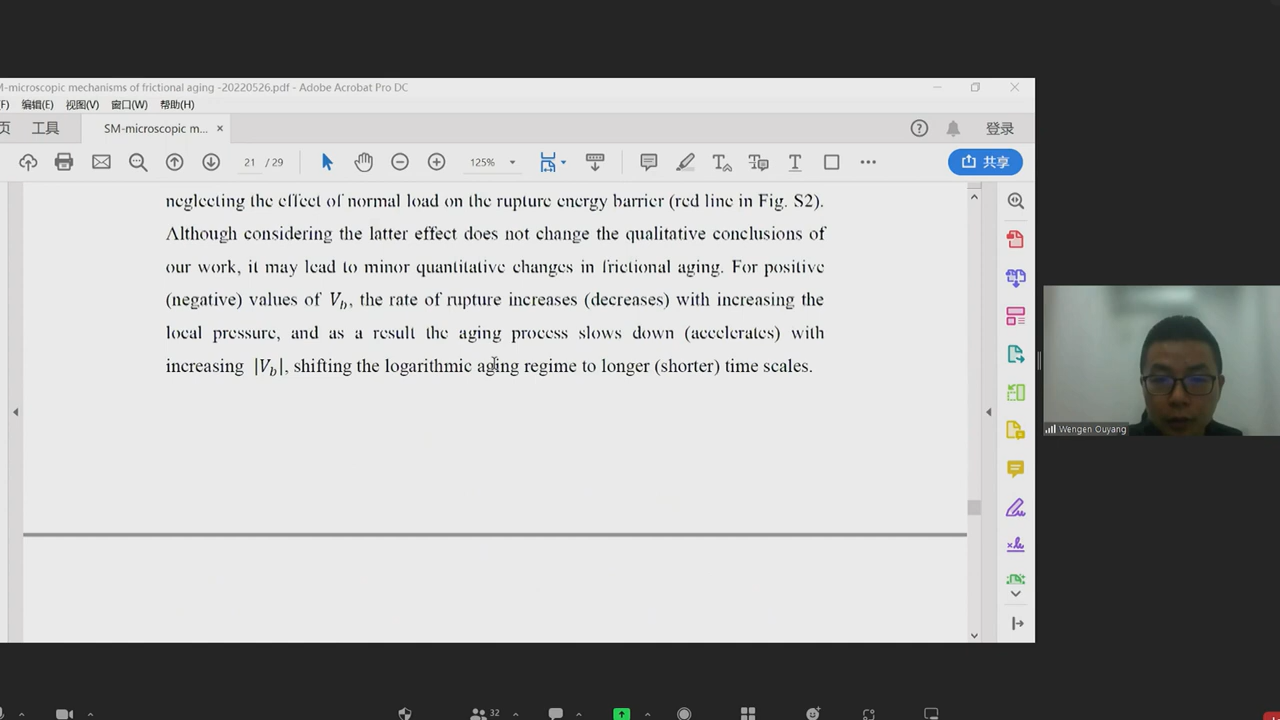 M-microscopic mechanisms of frictional aging -20220526.pdf - Adobe Acrobat Pro DC
(F) 编辑(E) 视图(V) 窗口(W) 帮助(H)
页 工具 SM-microscopic m... × 登录
21 / 29 125% 共享
neglecting the effect of normal load on the rupture energy barrier (red line in Fig. S2).
Although considering the latter effect does not change the qualitative conclusions of
our work, it may lead to minor quantitative changes in frictional aging. For positive
(negative) values of V_b, the rate of rupture increases (decreases) with increasing the
local pressure, and as a result the aging process slows down (accelerates) with
increasing |V_b|, shifting the logarithmic aging regime to longer (shorter) time scales.
Wengen Ouyang
32